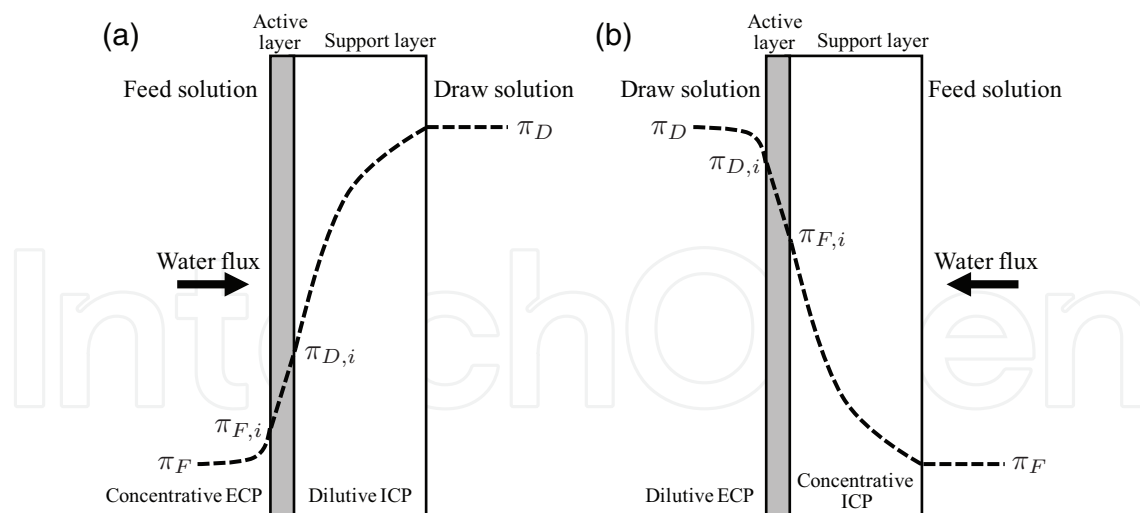 (a)
Active
layer
Support layer
Feed solution
Draw solution
π_D
Water flux
π_{D,i}
π_{F,i}
π_F
Concentrative ECP
Dilutive ICP
(b)
Active
layer
Support layer
Draw solution
Feed solution
π_D
π_{D,i}
π_{F,i}
Water flux
π_F
Dilutive ECP
Concentrative
ICP
IntechOpen